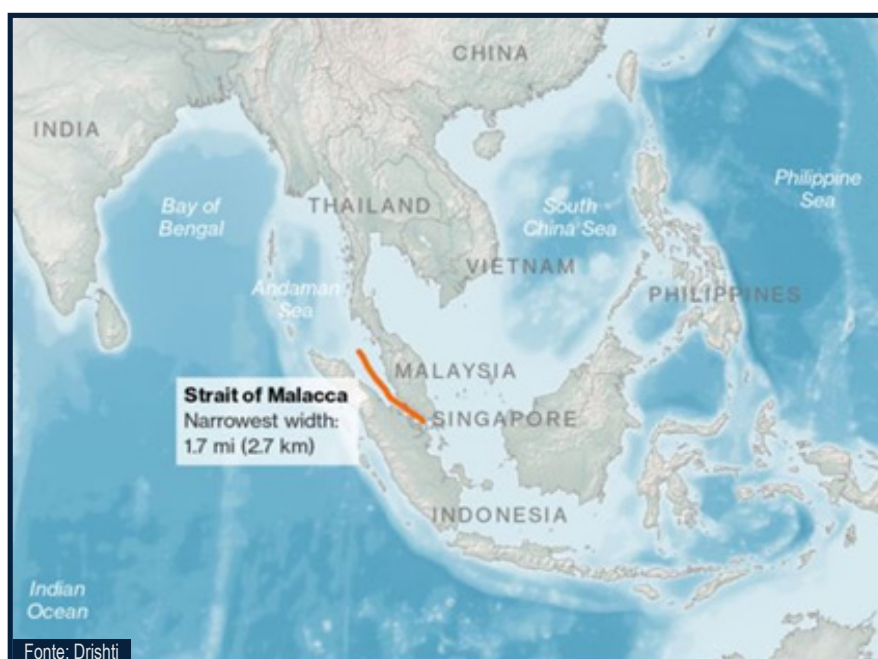 CHINA
INDIA
Bay of
Bengal
THAILAND
South
China Sea
Philippine
Sea
VIETNAM
Andaman
Sea
PHILIPPINES
MALAYSIA
Strait of Malacca
Narrowest width:
1.7 mi (2.7 km)
SINGAPORE
INDONESIA
Indian
Ocean
Fonte: Drishti